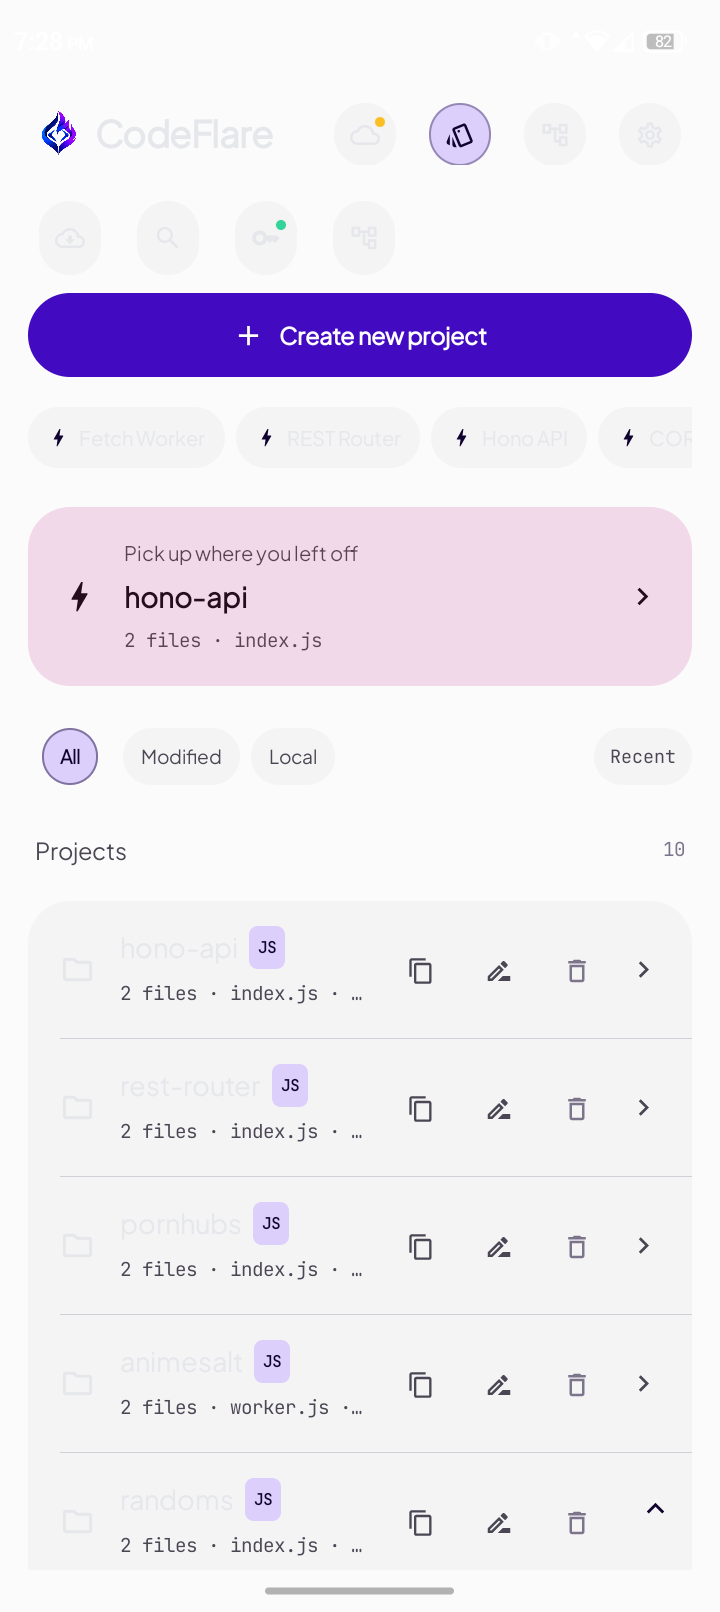 7:28 PM
82
CodeFlare
Create new project
Fetch Worker
REST Router
Hono API
COR
Pick up where you left off
hono-api
2 files · index.js
All
Modified
Local
Recent
Projects
10
hono-api JS
2 files · index.js · …
rest-router JS
2 files · index.js · …
pornhubs JS
2 files · index.js · …
animesalt JS
2 files · worker.js ·…
randoms JS
2 files · index.js · …